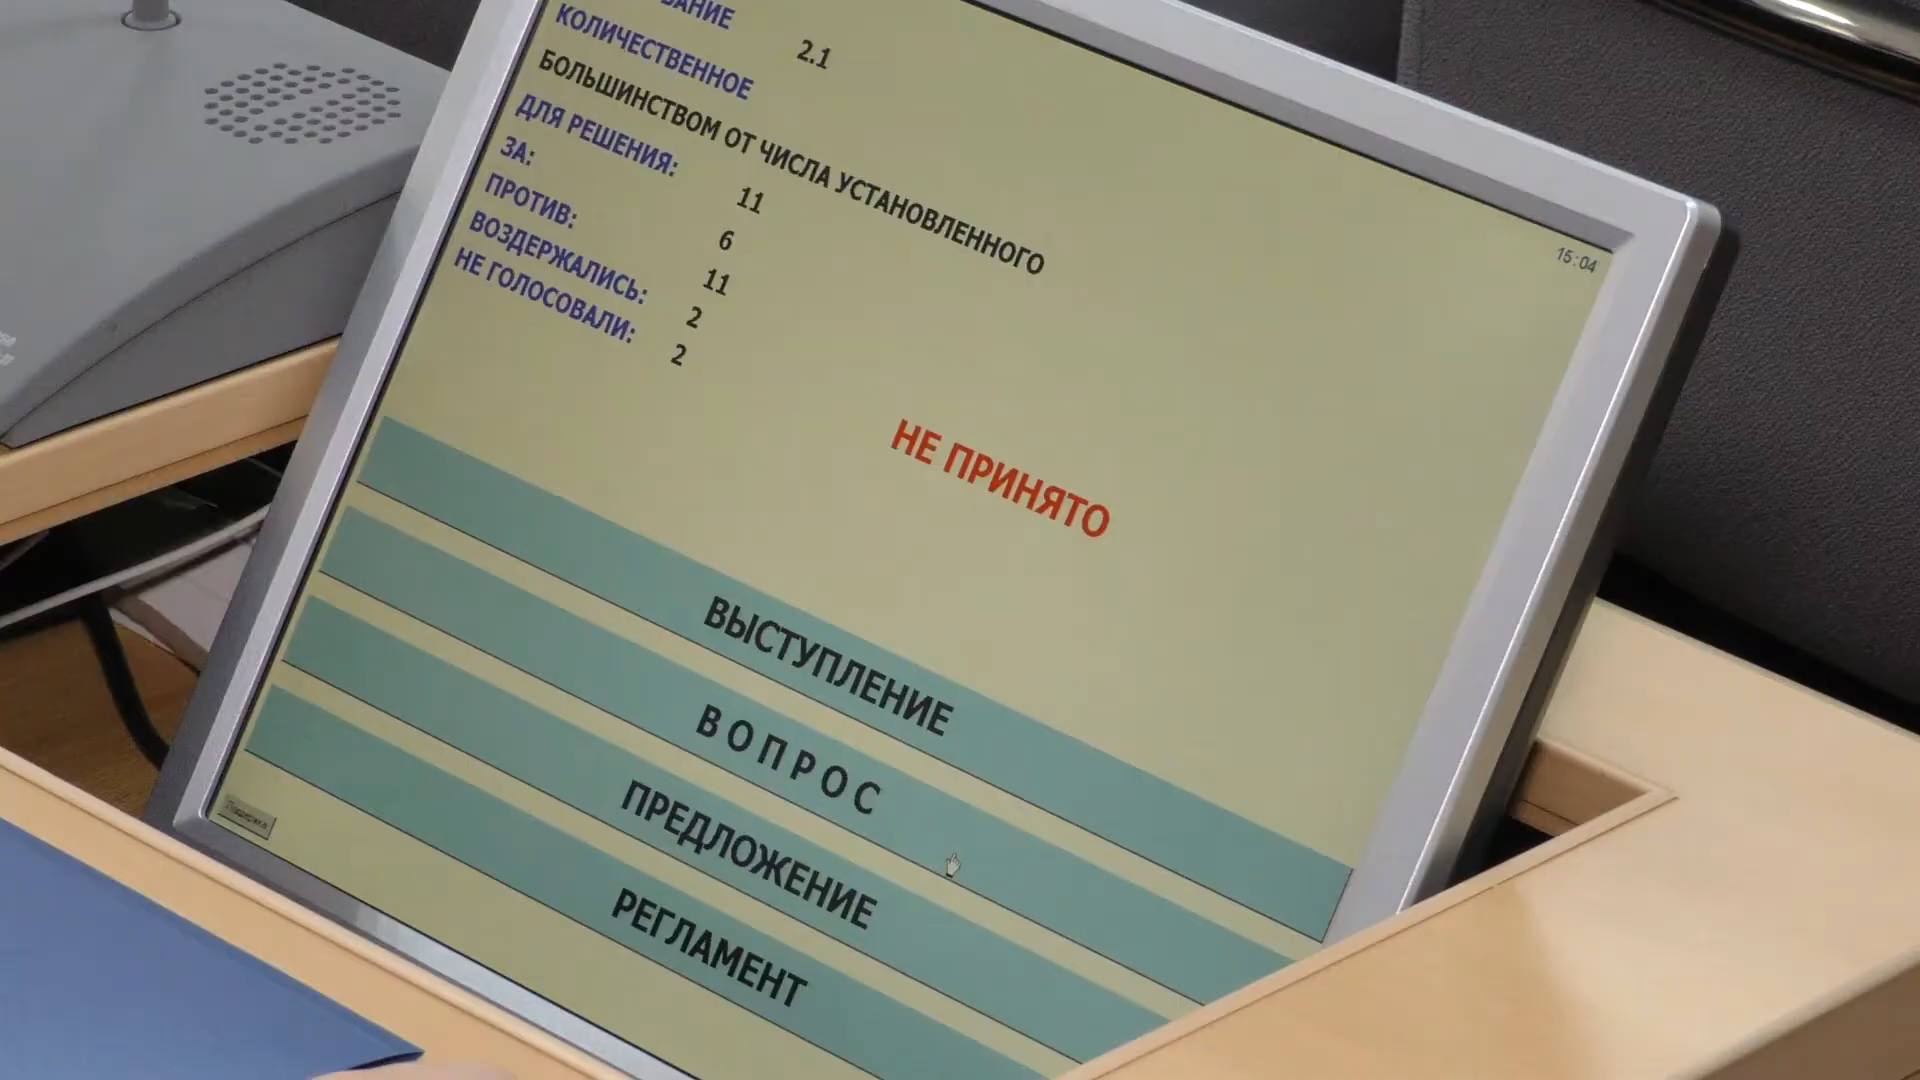 2.1
КОЛИЧЕСТВЕННОЕ
БОЛЬШИНСТВОМ ОТ ЧИСЛА УСТАНОВЛЕННОГО
ДЛЯ РЕШЕНИЯ: 11
ЗА: 6
ПРОТИВ: 11
ВОЗДЕРЖАЛИСЬ: 2
НЕ ГОЛОСОВАЛИ: 2
15:04
НЕ ПРИНЯТО
ВЫСТУПЛЕНИЕ
ВОПРОС
ПРЕДЛОЖЕНИЕ
РЕГЛАМЕНТ